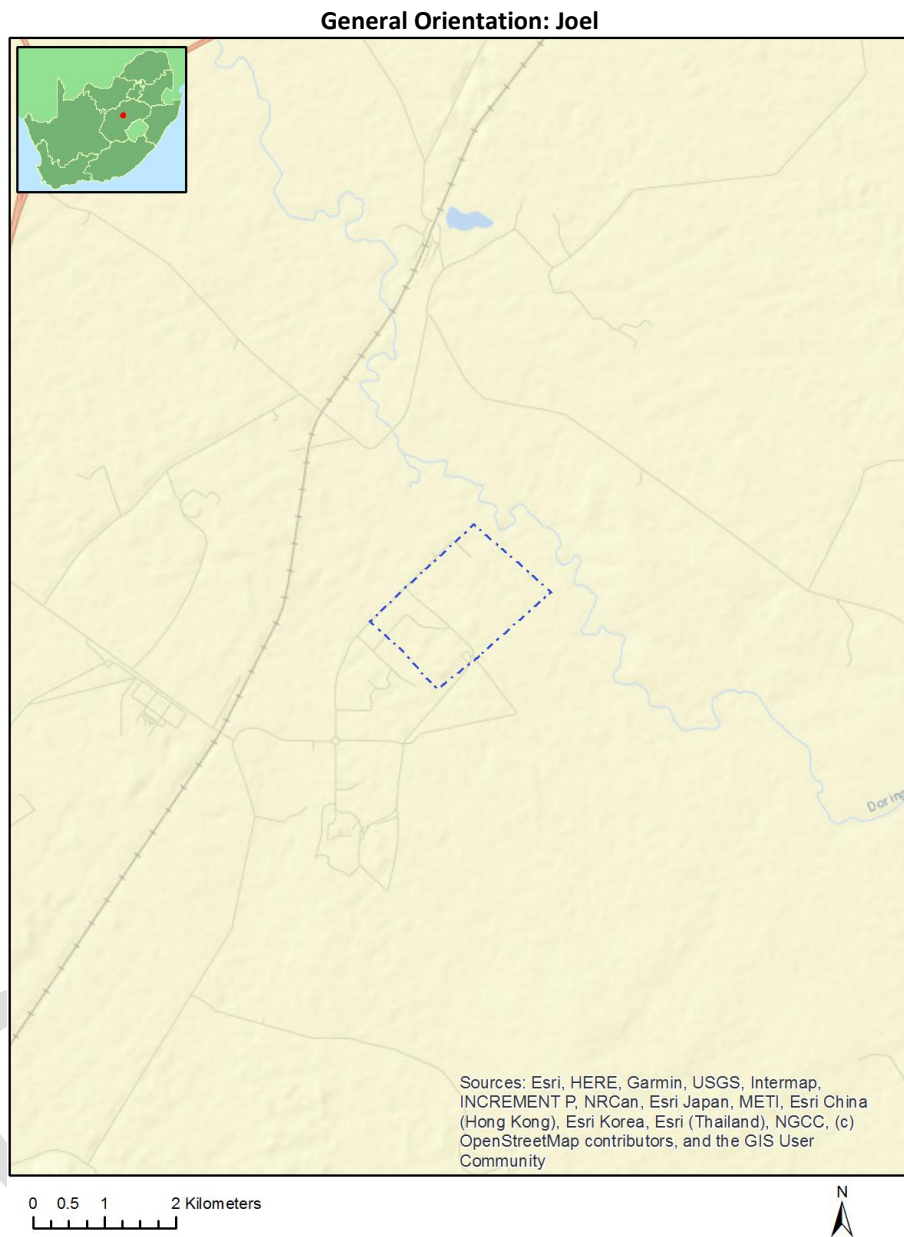 General Orientation: Joel
Doring
Sources: Esri, HERE, Garmin, USGS, Intermap,
INCREMENT P, NRCan, Esri Japan, METI, Esri China
(Hong Kong), Esri Korea, Esri (Thailand), NGCC, (c)
OpenStreetMap contributors, and the GIS User
Community
0 0.5 1 2 Kilometers
N